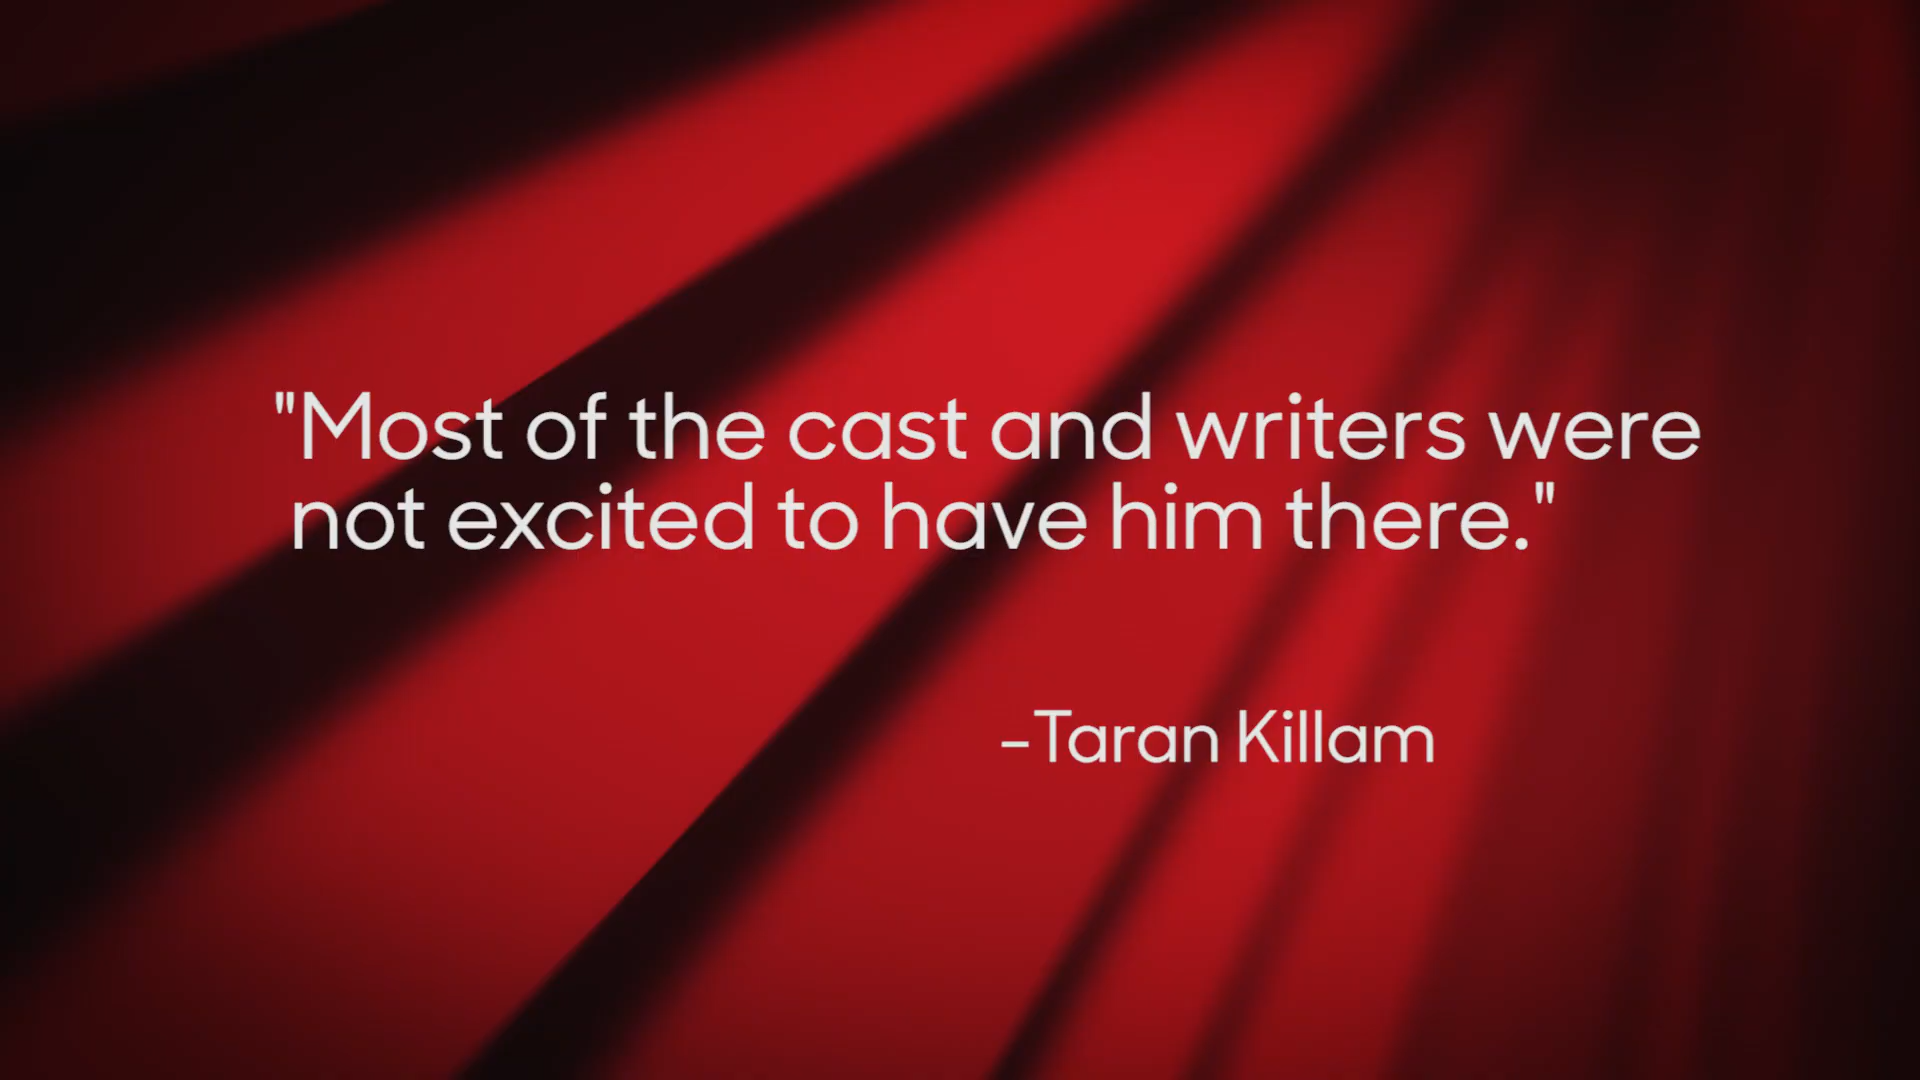 "Most of the cast and writers were
not excited to have him there."
–Taran Killam